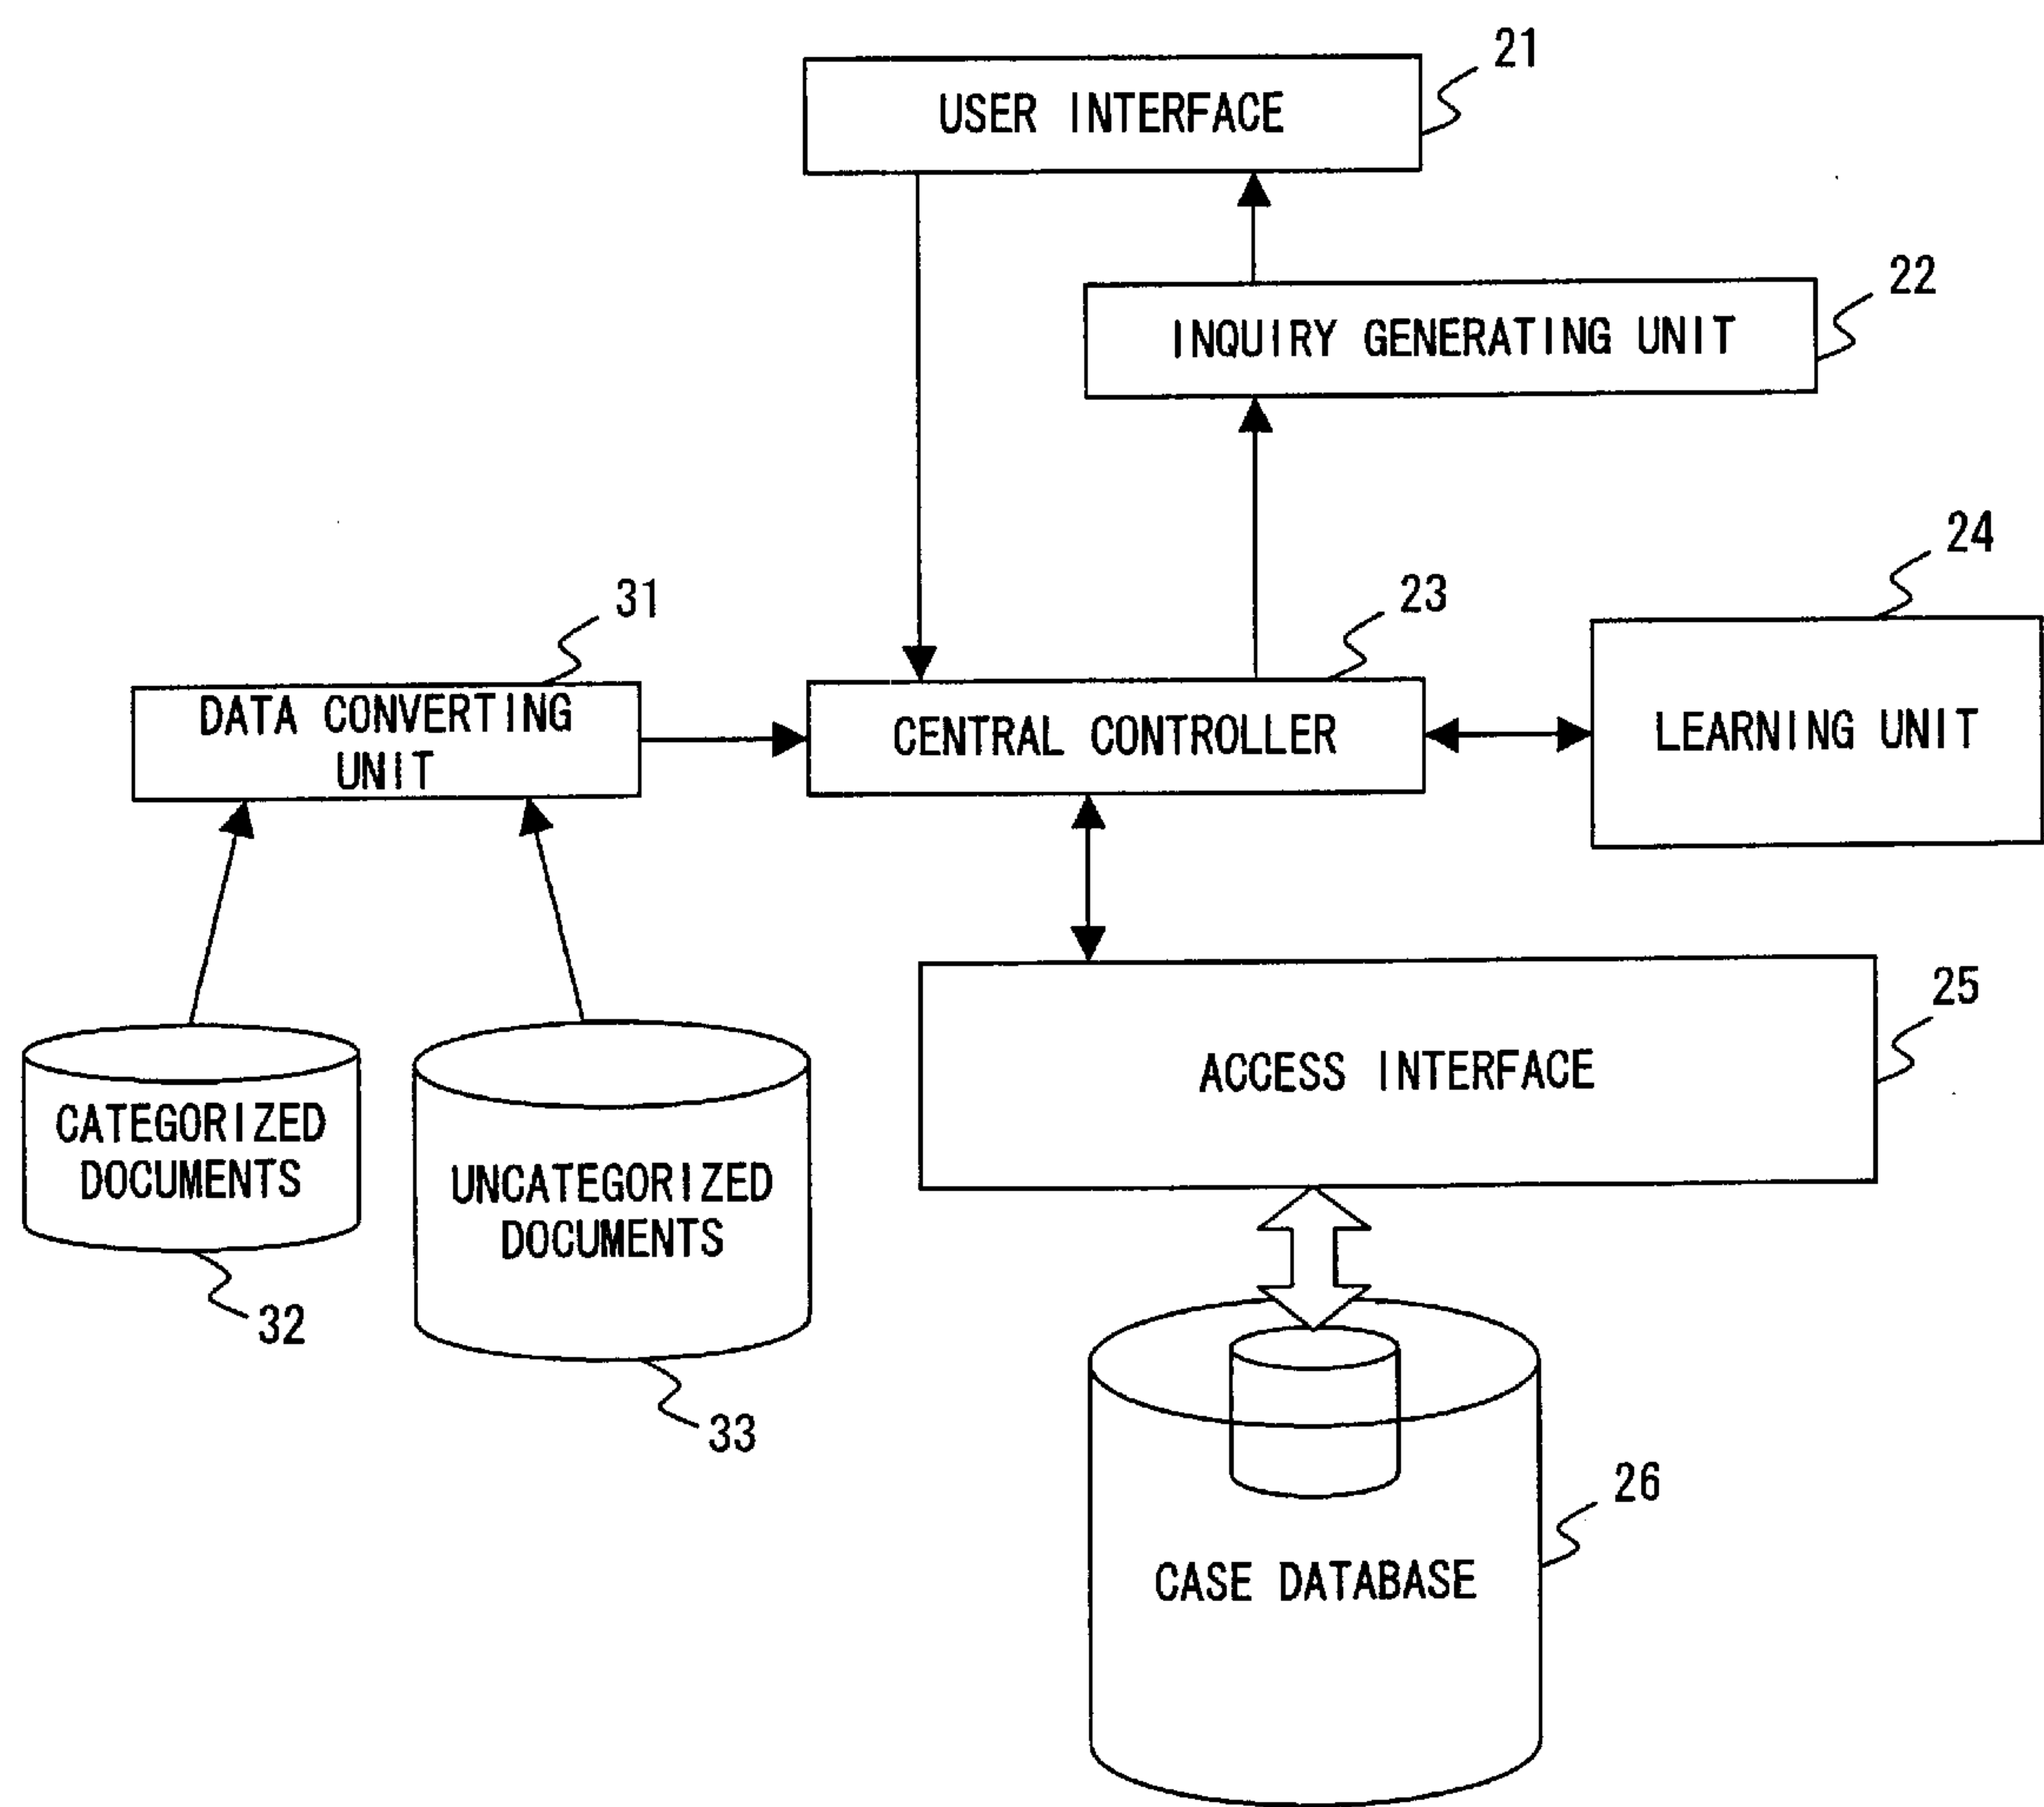 21
USER INTERFACE
22
INQUIRY GENERATING UNIT
24
31
23
DATA CONVERTING
UNIT
CENTRAL CONTROLLER
LEARNING UNIT
25
ACCESS INTERFACE
CATEGORIZED
DOCUMENTS
UNCATEGORIZED
DOCUMENTS
32
33
26
CASE DATABASE